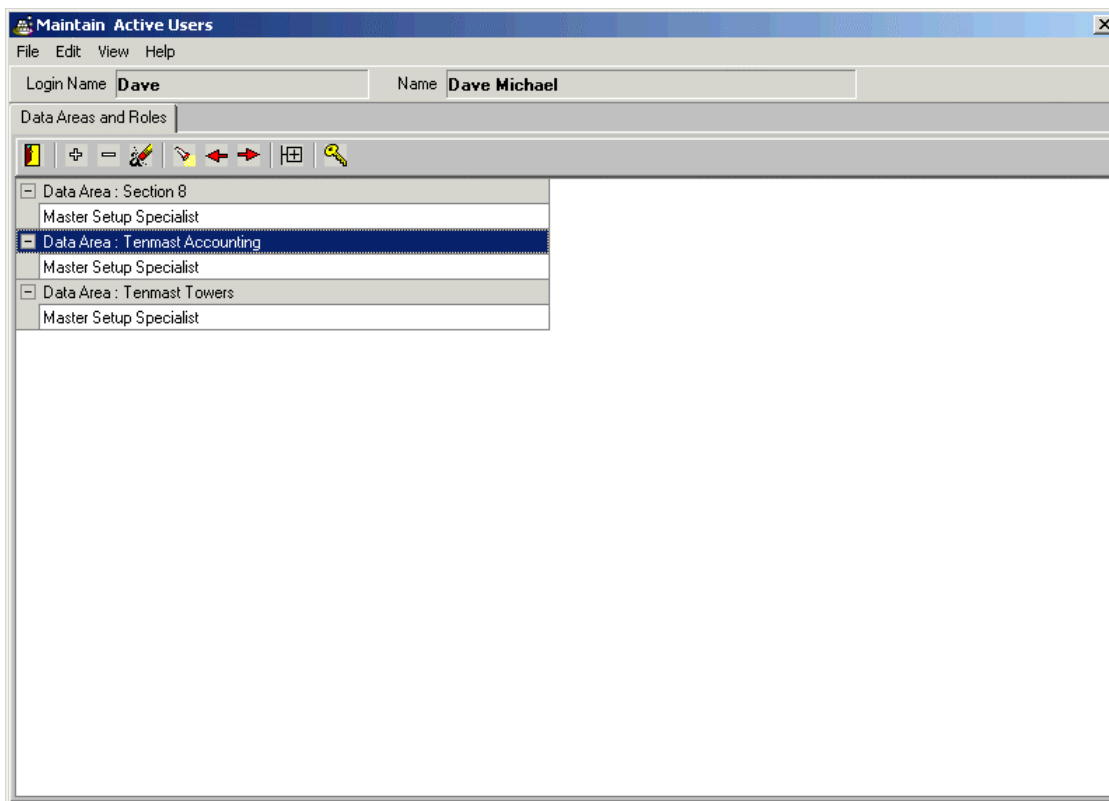 Maintain Active Users
File Edit View Help
Login Name Dave Name Dave Michael
Data Areas and Roles
Data Area : Section 8
Master Setup Specialist
Data Area : Tenmast Accounting
Master Setup Specialist
Data Area : Tenmast Towers
Master Setup Specialist